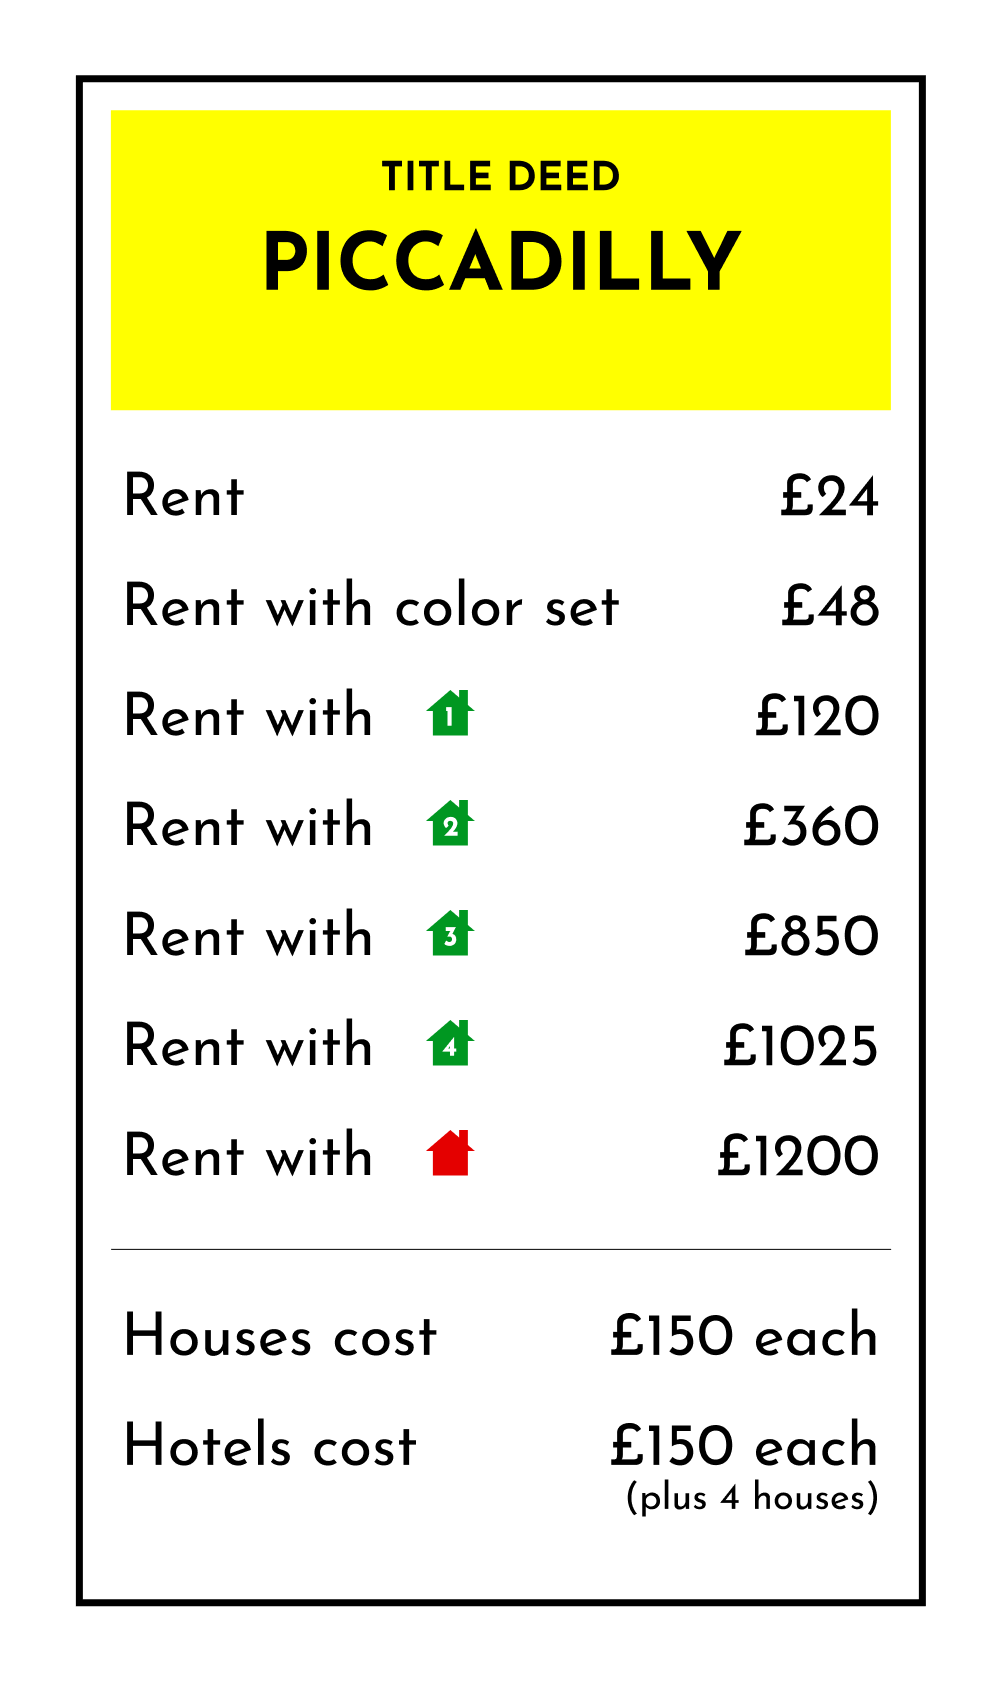 TITLE DEED
PICCADILLY
Rent £24
Rent with color set £48
Rent with 1 £120
Rent with 2 £360
Rent with 3 £850
Rent with 4 £1025
Rent with £1200
Houses cost £150 each
Hotels cost £150 each
(plus 4 houses)